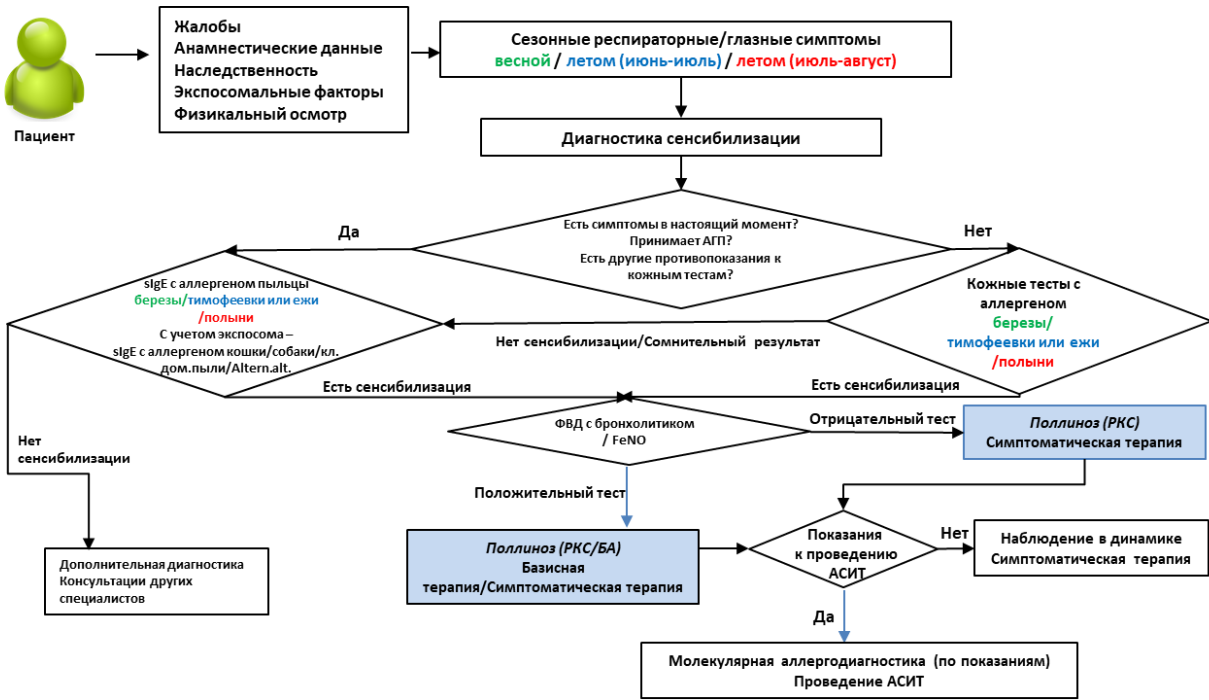 Пациент
Жалобы
Анамнестические данные
Наследственность
Экспосомальные факторы
Физикальный осмотр
Сезонные респираторные/глазные симптомы
весной / летом (июнь-июль) / летом (июль-август)
Диагностика сенсибилизации
Есть симптомы в настоящий момент?
Принимает АГП?
Есть другие противопоказания к
кожным тестам?
Да
Нет
sIgE с аллергеном пыльцы
березы/тимофеевки или ежи
/полыни
С учетом экспосома –
sIgE с аллергеном кошки/собаки/кл.
дом.пыли/Altern.alt.
Кожные тесты с
аллергеном
березы/
тимофеевки или ежи
/полыни
Нет сенсибилизации/Сомнительный результат
Есть сенсибилизация
Есть сенсибилизация
ФВД с бронхолитиком
/ FeNO
Отрицательный тест
Поллиноз (РКС)
Симптоматическая терапия
Нет
сенсибилизации
Положительный тест
Дополнительная диагностика
Консультации других
специалистов
Поллиноз (РКС/БА)
Базисная
терапия/Симптоматическая терапия
Показания
к проведению
АСИТ
Нет
Наблюдение в динамике
Симптоматическая терапия
Да
Молекулярная аллергодиагностика (по показаниям)
Проведение АСИТ